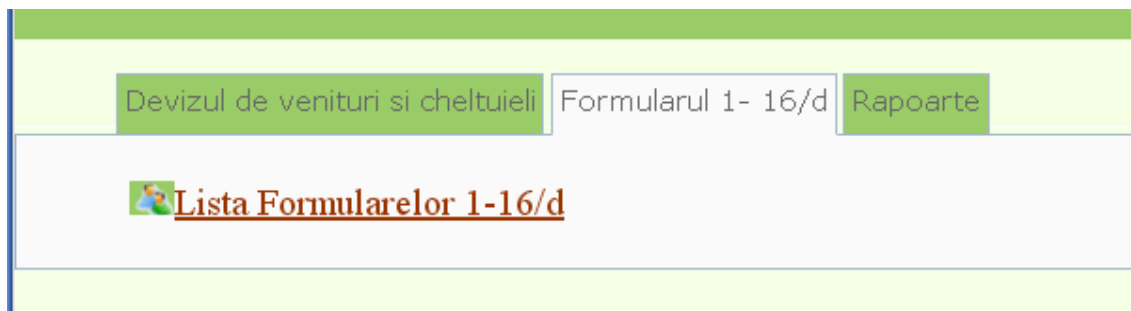 Devizul de venituri si cheltuieli Formularul 1- 16/d Rapoarte
Lista Formularelor 1-16/d